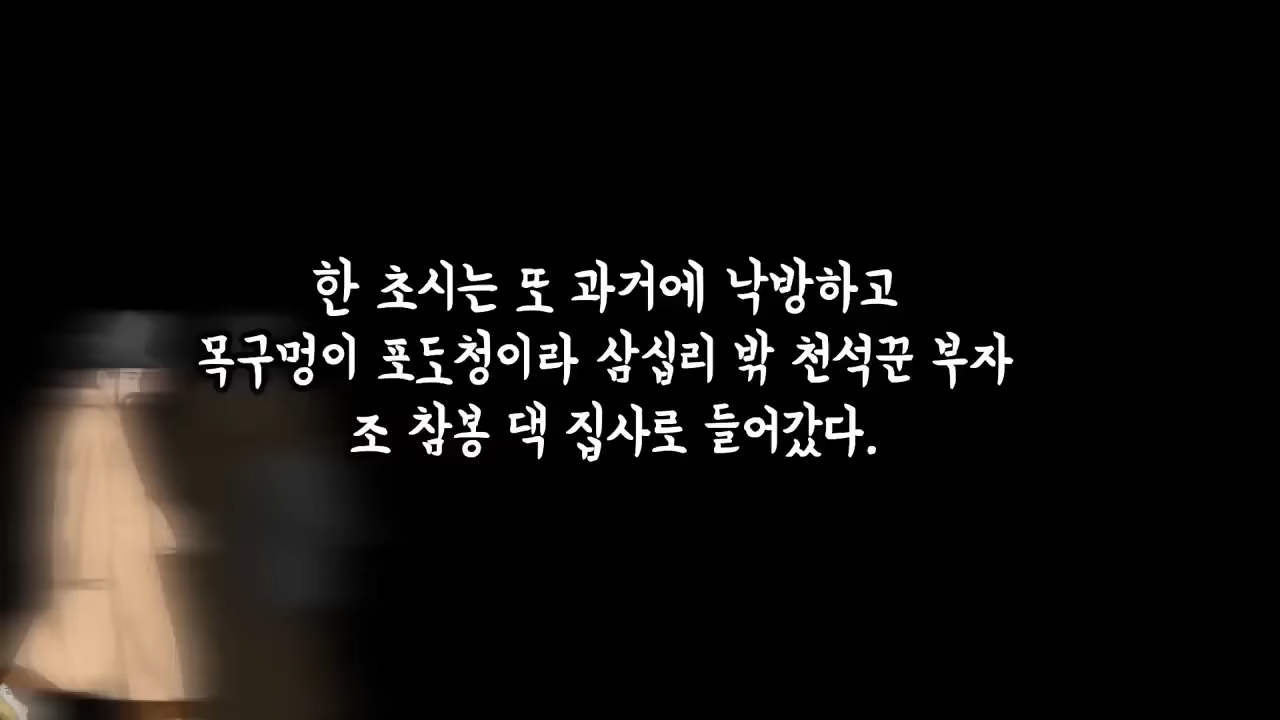 한 초시는 또 과거에 낙방하고
목구멍이 포도청이라 삼십리 밖 천석꾼 부자
조 참봉 댁 집사로 들어갔다.